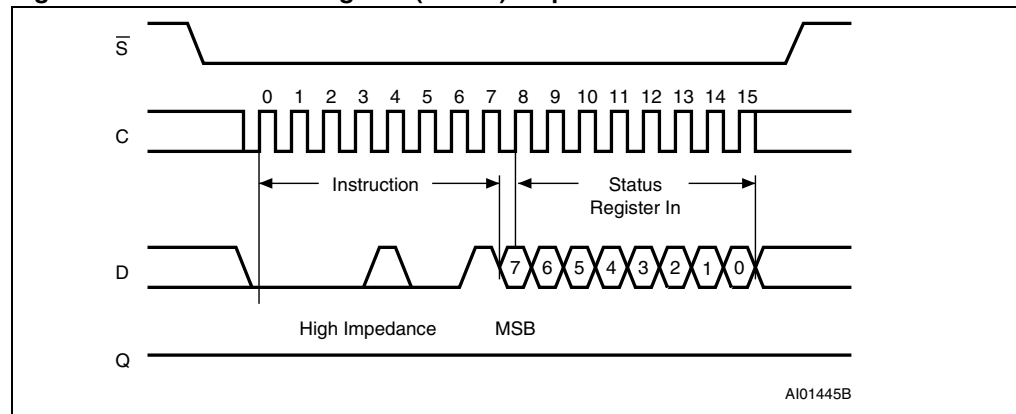 S
0 1 2 3 4 5 6 7 8 9 10 11 12 13 14 15
C
Instruction
Status
Register In
D
7 6 5 4 3 2 1 0
High Impedance MSB
Q
AI01445B